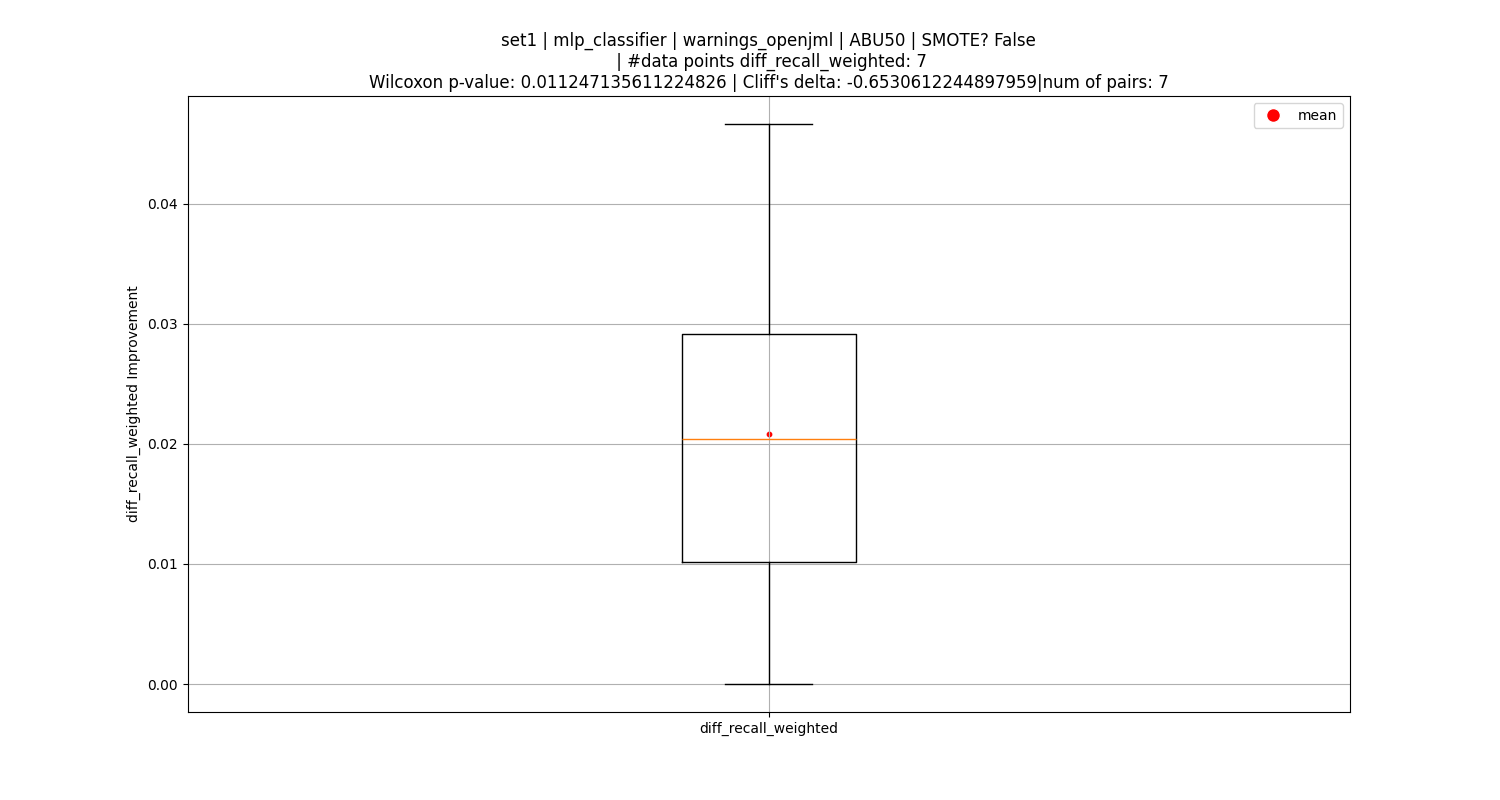 set1 | mlp_classifier | warnings_openjml | ABU50 | SMOTE? False
| #data points diff_recall_weighted: 7
Wilcoxon p-value: 0.011247135611224826 | Cliff's delta: -0.6530612244897959|num of pairs: 7
mean
0.04
0.03
0.02
0.01
0.00
diff_recall_weighted Improvement
diff_recall_weighted